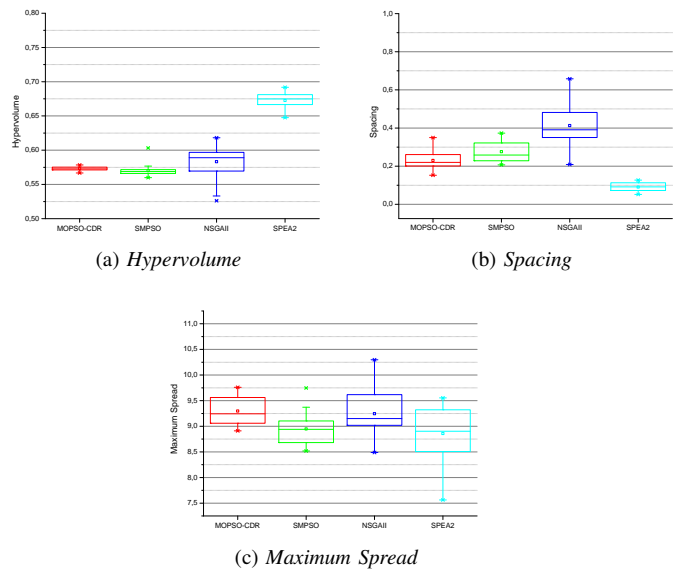 0,80
0,75
0,70
0,65
0,60
0,55
0,50
Hypervolume
MOPSO-CDR SMPSO NSGAII SPEA2
(a) Hypervolume
1,0
0,8
0,6
0,4
0,2
0,0
Spacing
MOPSO-CDR SMPSO NSGAII SPEA2
(b) Spacing
11,0
10,5
10,0
9,5
9,0
8,5
8,0
7,5
Maximum Spread
MOPSO-CDR SMPSO NSGAII SPEA2
(c) Maximum Spread